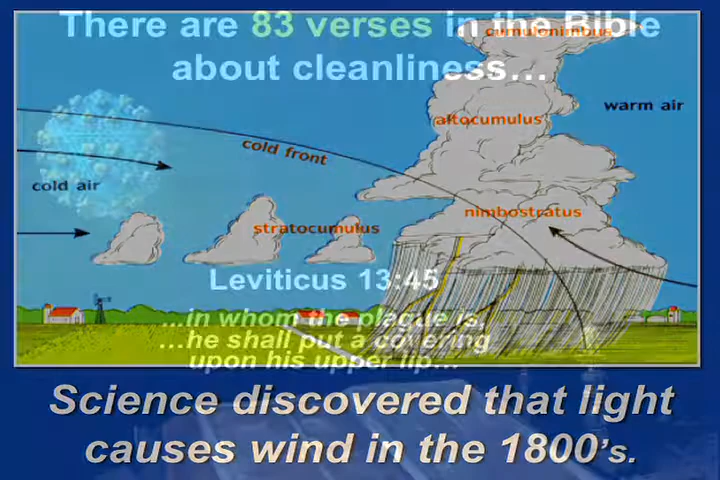 There are 83 verses in the Bible
about cleanliness…
cumulonimbus
warm air
altocumulus
cold front
cold air
nimbostratus
stratocumulus
Leviticus 13:45
...in whom the plague is,
…he shall put a covering
upon his upper lip…
Science discovered that light
causes wind in the 1800's.